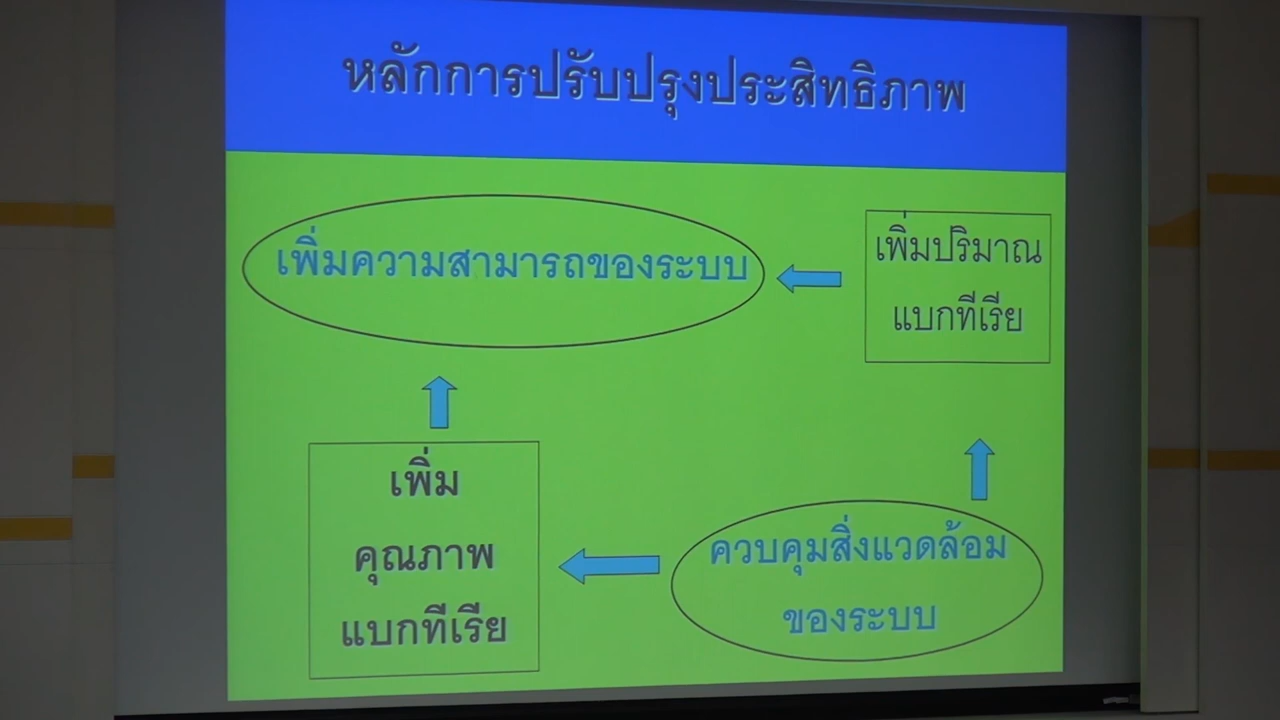 หลักการปรับปรุงประสิทธิภาพ
เพิ่มความสามารถของระบบ
เพิ่มปริมาณ
แบกทีเรีย
เพิ่ม
คุณภาพ
แบกทีเรีย
ควบคุมสิ่งแวดล้อม
ของระบบ